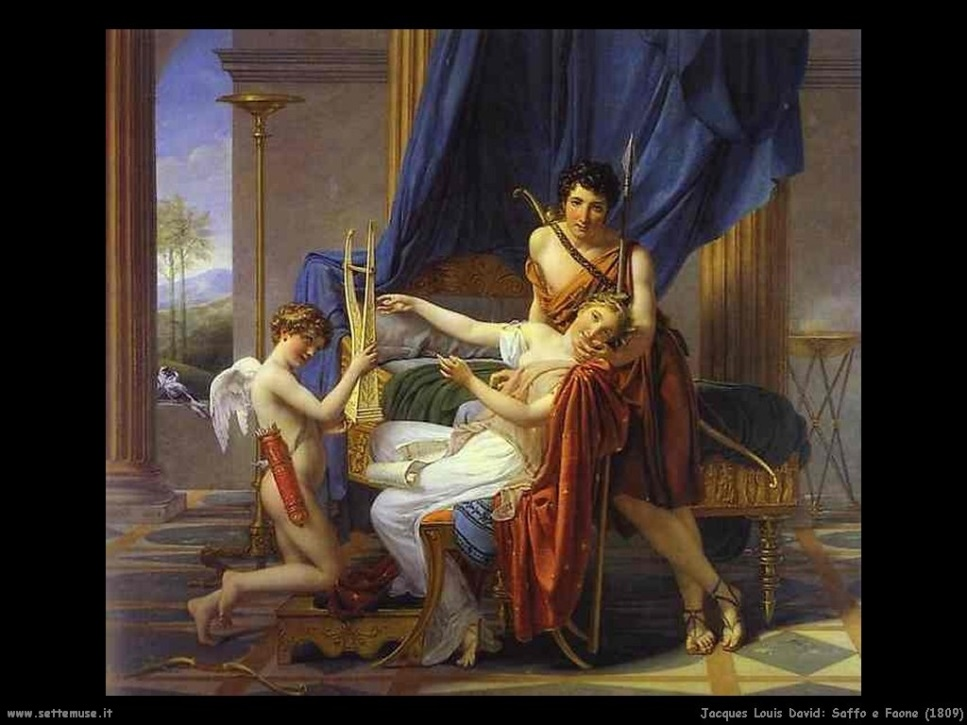 www.settemuse.it
Jacques Louis David: Saffo e Faone (1809)